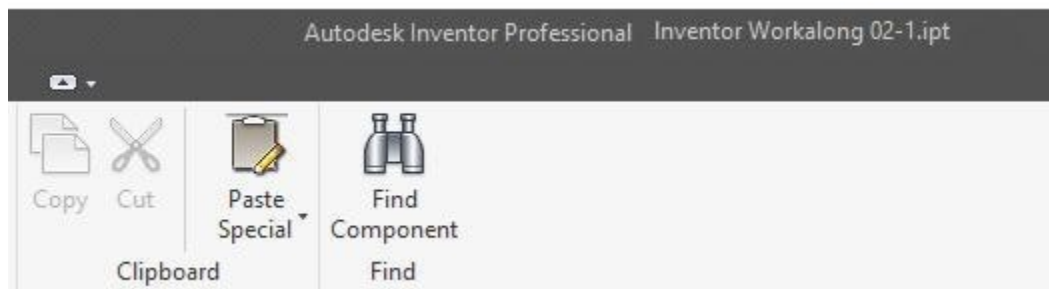 Autodesk Inventor Professional Inventor Workalong 02-1.ipt
Copy Cut Paste Special Find Component
Clipboard Find